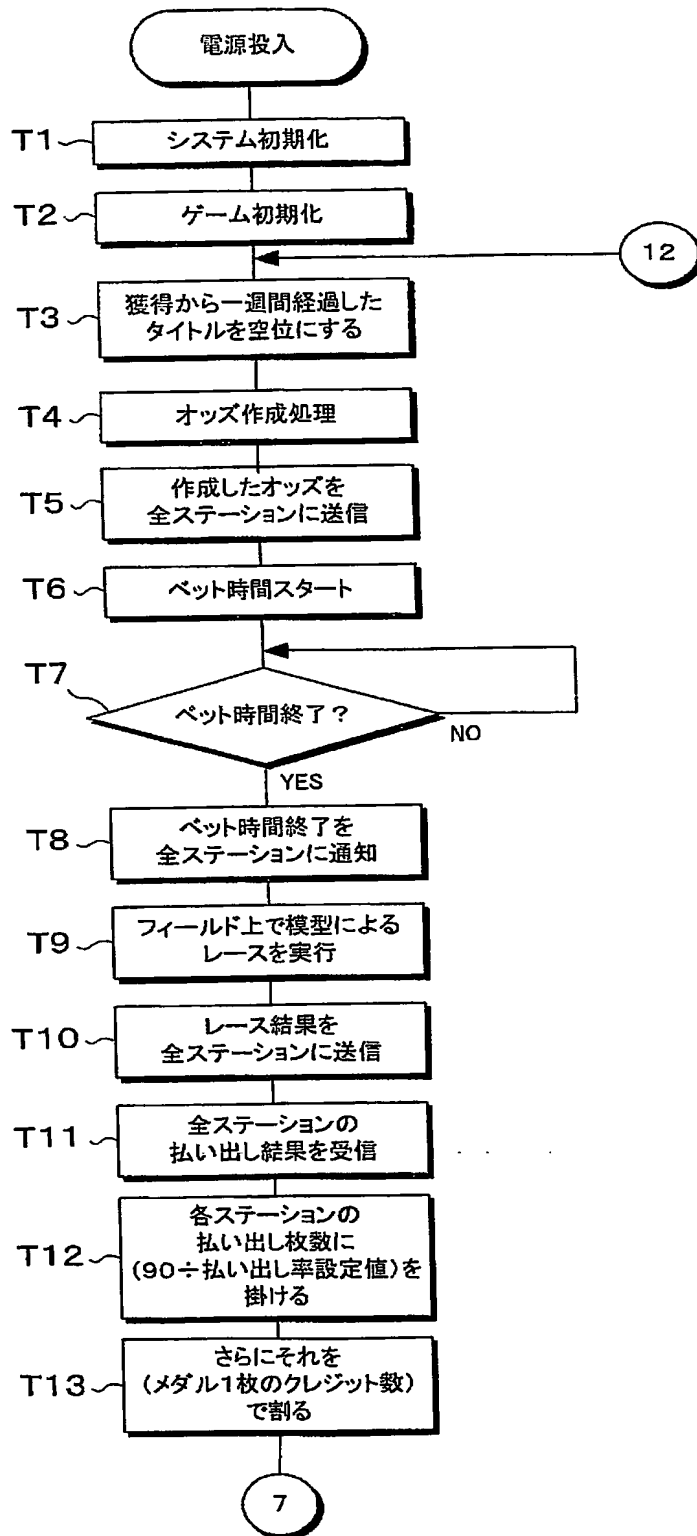 電源投入
T1
システム初期化
T2
ゲーム初期化
12
T3
獲得から一週間経過した
タイトルを空位にする
T4
オッズ作成処理
T5
作成したオッズを
全ステーションに送信
T6
ベット時間スタート
T7
ベット時間終了？
NO
YES
T8
ベット時間終了を
全ステーションに通知
T9
フィールド上で模型による
レースを実行
T10
レース結果を
全ステーションに送信
T11
全ステーションの
払い出し結果を受信
T12
各ステーションの
払い出し枚数に
(90÷払い出し率設定値)を
掛ける
T13
さらにそれを
(メダル1枚のクレジット数)
で割る
7